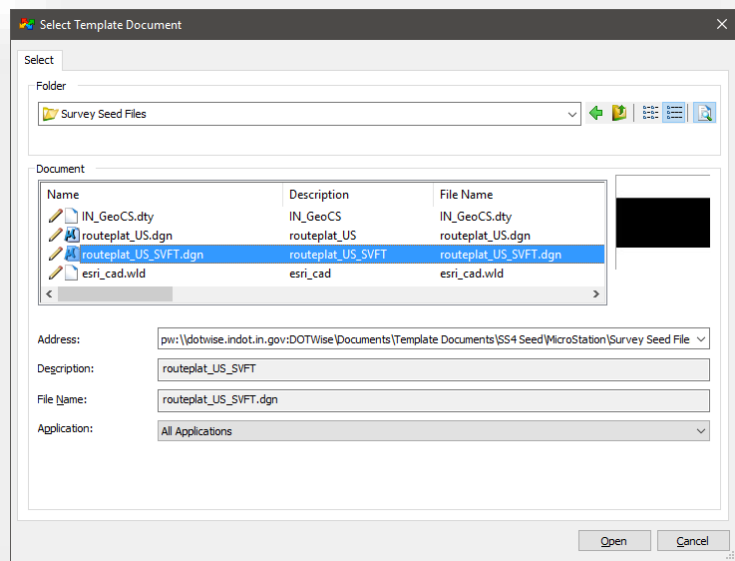 Select Template Document
Select
Folder
Survey Seed Files
Document
Name Description File Name
IN_GeoCS.dty IN_GeoCS IN_GeoCS.dty
routeplat_US.dgn routeplat_US routeplat_US.dgn
routeplat_US_SVFT.dgn routeplat_US_SVFT routeplat_US_SVFT.dgn
esri_cad.wld esri_cad esri_cad.wld
Address: pw:\\dotwise.indot.in.gov:DOTWise\Documents\Template Documents\SS4 Seed\MicroStation\Survey Seed File
Description: routeplat_US_SVFT
File Name: routeplat_US_SVFT.dgn
Application: All Applications
Open Cancel